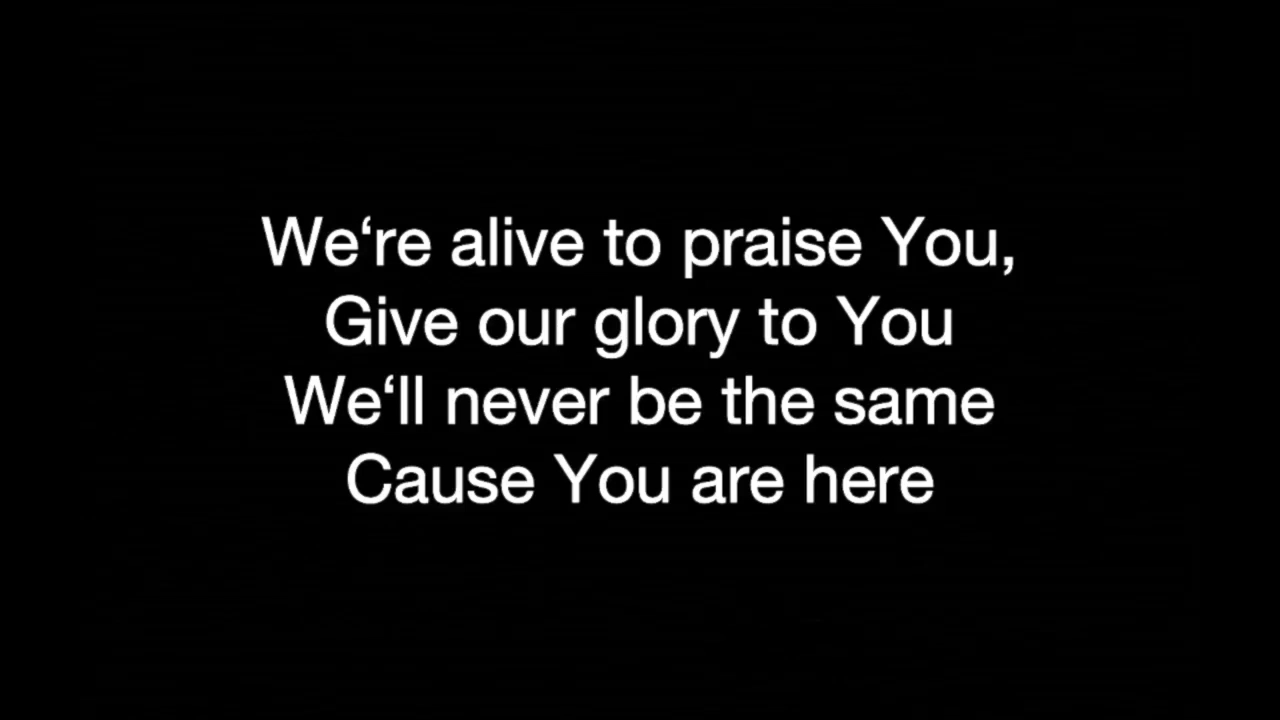 We‘re alive to praise You,
Give our glory to You
We‘ll never be the same
Cause You are here